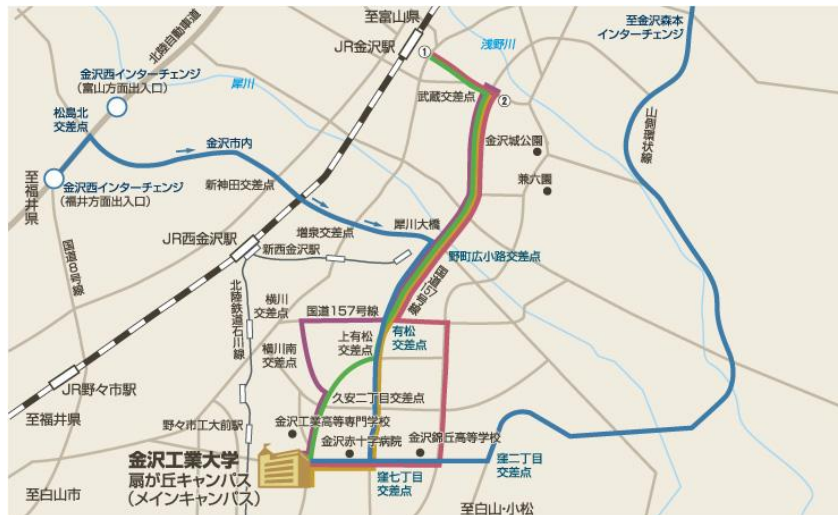 至富山県
JR金沢駅
①
浅野川
至金沢森本
インターチェンジ
北陸自動車道
金沢西インターチェンジ
(富山方面出入口)
犀川
武蔵交差点
②
松島北
交差点
金沢市内
金沢城公園
山側環状線
兼六園
至福井県
金沢西インターチェンジ
(福井方面出入口)
新神田交差点
国道8号線
JR西金沢駅
増泉交差点
犀川大橋
新西金沢駅
野町広小路交差点
国道157号線
北陸鉄道石川線
横川
交差点
国道157号線
上有松
交差点
有松
交差点
横川南
交差点
JR野々市駅
久安二丁目交差点
至福井県
野々市工大前駅
金沢工業高等専門学校
金沢赤十字病院
金沢錦丘高等学校
金沢工業大学
扇が丘キャンパス
(メインキャンパス)
窪七丁目
交差点
窪二丁目
交差点
至白山市
至白山・小松